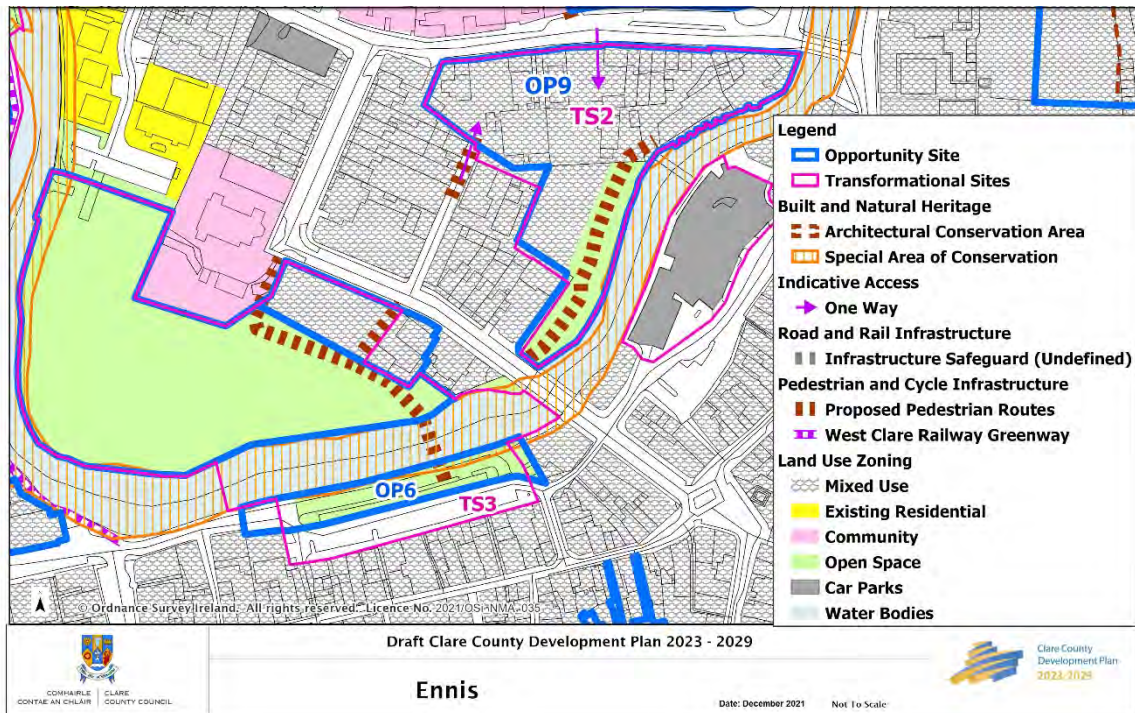 OP9
TS2
OP6
TS3
Legend
Opportunity Site
Transformational Sites
Built and Natural Heritage
Architectural Conservation Area
Special Area of Conservation
Indicative Access
One Way
Road and Rail Infrastructure
Infrastructure Safeguard (Undefined)
Pedestrian and Cycle Infrastructure
Proposed Pedestrian Routes
West Clare Railway Greenway
Land Use Zoning
Mixed Use
Existing Residential
Community
Open Space
Car Parks
Water Bodies
© Ordnance Survey Ireland. All rights reserved. Licence No. 2021/OSi NMA 035
COMHAIRLE CONTAE AN CHLÁIR
CLARE COUNTY COUNCIL
Draft Clare County Development Plan 2023 - 2029
Ennis
Date: December 2021 Not To Scale
Clare County
Development Plan
2023-2029